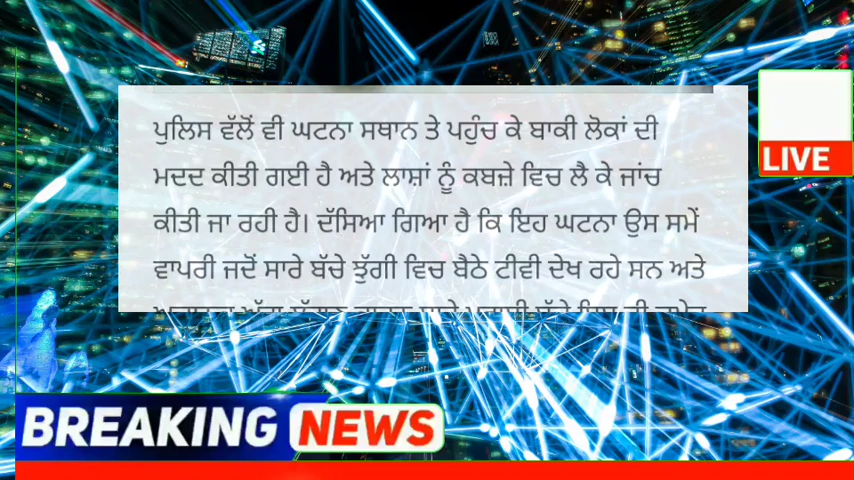 ਪੁਲਿਸ ਵੱਲੋਂ ਵੀ ਘਟਨਾ ਸਥਾਨ ਤੇ ਪਹੁੰਚ ਕੇ ਬਾਕੀ ਲੋਕਾਂ ਦੀ
ਮਦਦ ਕੀਤੀ ਗਈ ਹੈ ਅਤੇ ਲਾਸ਼ਾਂ ਨੂੰ ਕਬਜ਼ੇ ਵਿਚ ਲੈ ਕੇ ਜਾਂਚ
ਕੀਤੀ ਜਾ ਰਹੀ ਹੈ। ਦੱਸਿਆ ਗਿਆ ਹੈ ਕਿ ਇਹ ਘਟਨਾ ਉਸ ਸਮੇਂ
ਵਾਪਰੀ ਜਦੋਂ ਸਾਰੇ ਬੱਚੇ ਝੁੱਗੀ ਵਿਚ ਬੈਠੇ ਟੀਵੀ ਦੇਖ ਰਹੇ ਸਨ ਅਤੇ
LIVE
BREAKING NEWS